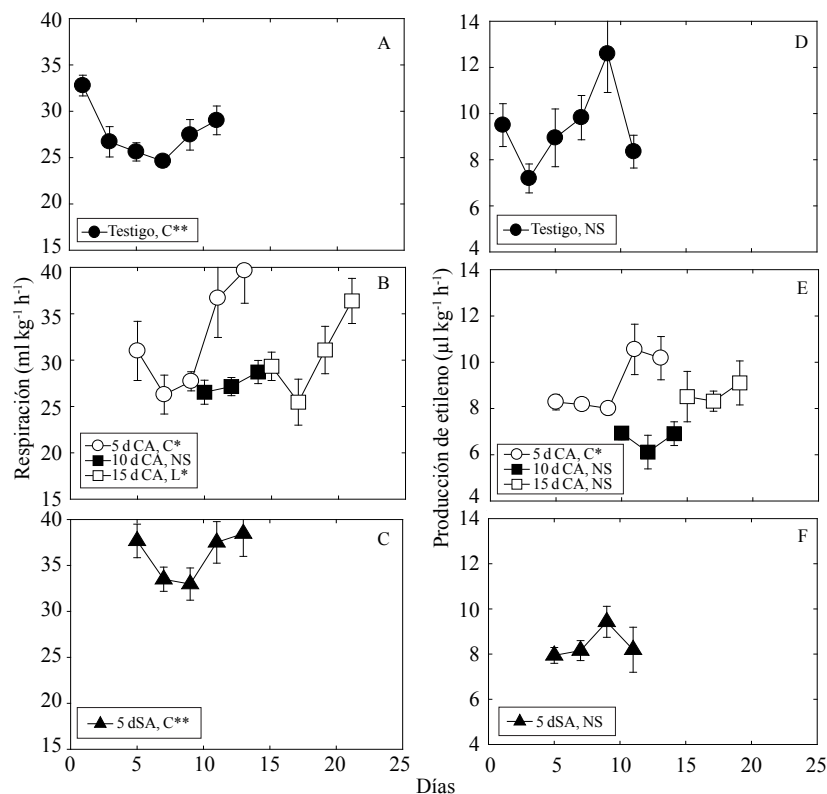 Respiración (ml kg⁻¹ h⁻¹)
40
35
30
25
20
15
A
Testigo, C**
40
35
30
25
20
15
B
5 d CA, C*
10 d CA, NS
15 d CA, L*
40
35
30
25
20
15
C
5 dSA, C**
0
5
10
15
20
25
Producción de etileno (µl kg⁻¹ h⁻¹)
14
12
10
8
6
4
D
Testigo, NS
14
12
10
8
6
4
E
5 d CA, C*
10 d CA, NS
15 d CA, NS
14
12
10
8
6
4
F
5 dSA, NS
0
5
10
15
20
25
Días